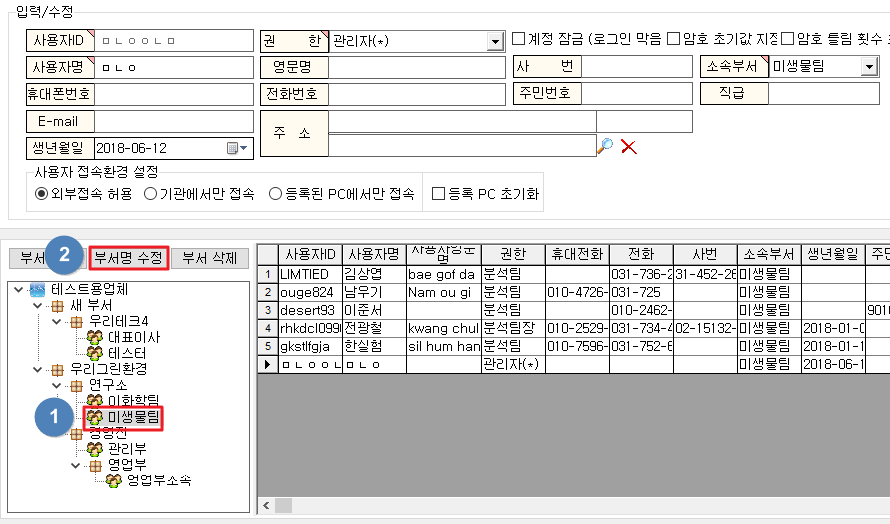 입력/수정
사용자ID ㅁㄴㅇㅇㄴㅁ 권 한 관리자(*) 계정 잠금 (로그인 막음 암호 초기값 지정 암호 틀림 횟수
사용자명 ㅁㄴㅇ 영문명 사 번 소속부서 미생물팀
휴대폰번호 전화번호 주민번호 직급
E-mail 주 소
생년월일 2018-06-12
사용자 접속환경 설정
외부접속 허용 기관에서만 접속 등록된 PC에서만 접속 등록 PC 초기화
2
부서 부서명 수정 부서 삭제
테스트용업체
새 부서
우리테크4
대표이사
테스터
우리그린환경
연구소
이화학팀
1 미생물팀
경영진
관리부
영업부
영업부소속
사용자ID 사용자명 사용자영문명 권한 휴대전화 전화 사번 소속부서 생년월일 주민
1 LIMTIED 김상엽 bae gof da 분석팀 031-736-2 31-452-26 미생물팀
2 ouge824 남우기 Nam ou gi 분석팀 010-4726- 031-725 미생물팀
3 desert93 이준서 분석팀 010-2462- 미생물팀 9010
4 rhkdcl0990 전광철 kwang chul 분석팀장 010-2529- 031-734-4 02-15132- 미생물팀 2018-01-0
5 gkstlfgja 한실험 sil hum han 분석팀 010-7596- 031-752-6 미생물팀 2018-01-1
ㅁㄴㅇㅇㄴ ㅁㄴㅇ 관리자(*) 미생물팀 2018-06-1